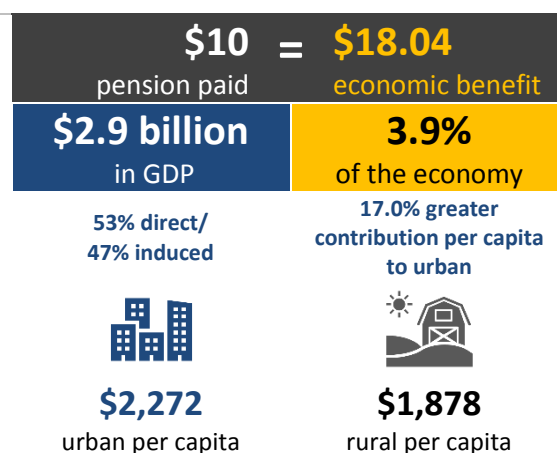 $10 = $18.04
pension paid economic benefit
$2.9 billion 3.9%
in GDP of the economy
53% direct/
47% induced
17.0% greater
contribution per capita
to urban
$2,272 $1,878
urban per capita rural per capita